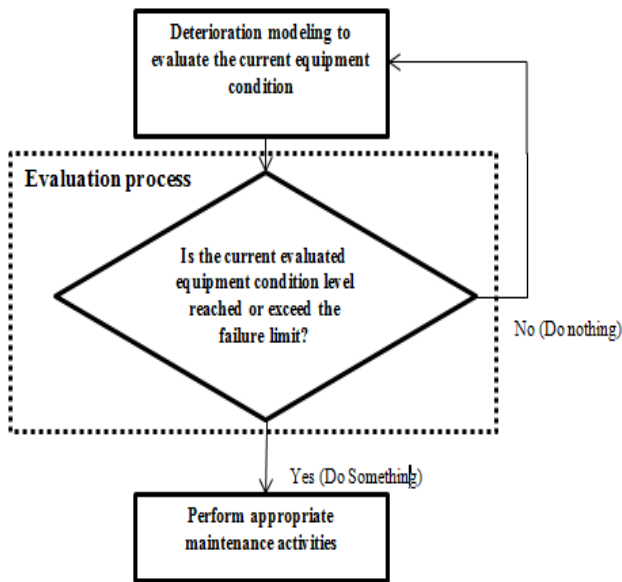 Deterioration modeling to
evaluate the current equipment
condition
Evaluation process
Is the current evaluated
equipment condition level
reached or exceed the
failure limit?
No (Do nothing)
Yes (Do Something)
Perform appropriate
maintenance activities